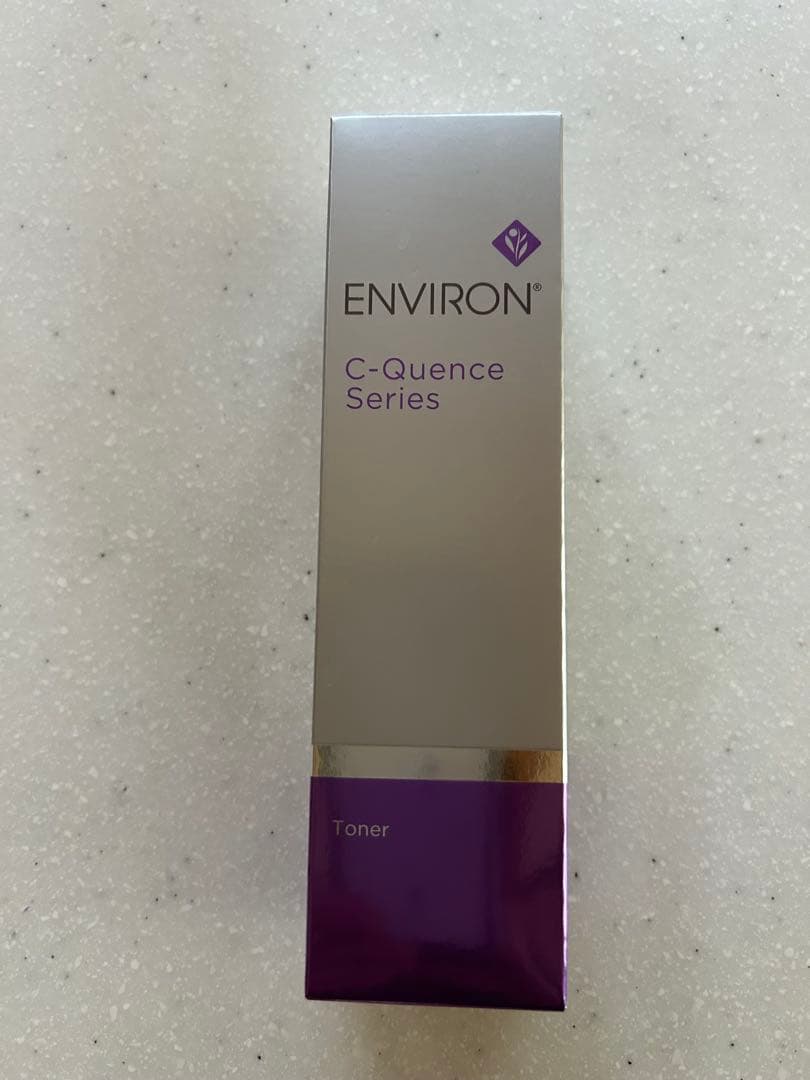 ENVIRON®
C-Quence
Series
Toner